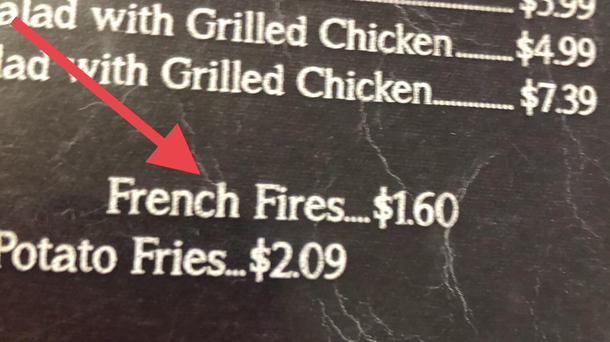 alad with Grilled Chicken........$4.99
lad with Grilled Chicken................$7.39
French Fires....$1.60
Potato Fries...$2.09